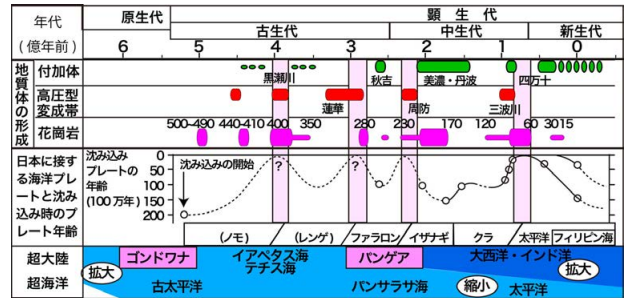 年代
(億年前)
原生代
顕 生 代
古生代
中生代
新生代
6 5 4 3 2 1 0
地質体の形成
付加体
黒瀬川
秋吉
美濃・丹波
四万十
高圧型
変成帯
蓮華
周防
三波川
花崗岩
500~490 440-410 400 350 280 230 170 120 60 3015
日本に接す
る海洋プレ
ートと沈み
込み時のプ
レート年齢
沈み込み
プレートの
年齢
(100万年)
0
50
100
150
200
沈み込みの開始
?
?
(ノモ)
(レンゲ)
ファラロン
イザナギ
クラ
太平洋
フィリピン海
超大陸
超海洋
拡大
ゴンドワナ
古太平洋
イアペタス海
テチス海
パンゲア
パンサラサ海
大西洋・インド洋
縮小
太平洋
拡大